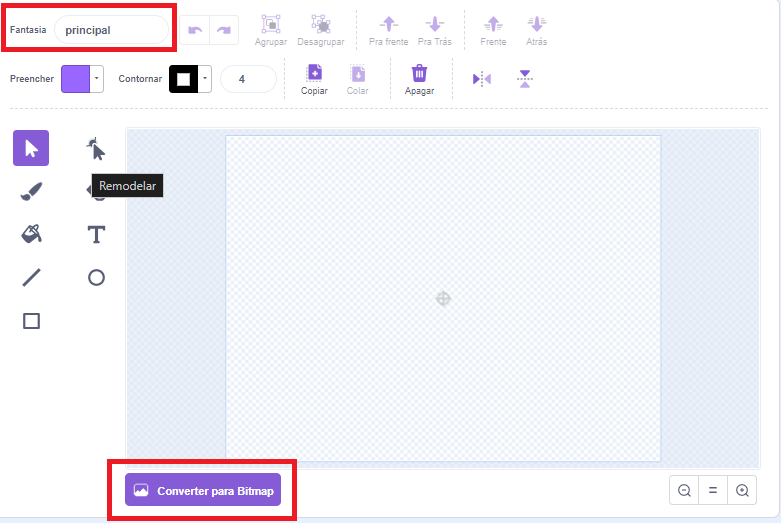 Fantasia principal
Agrupar Desagrupar Pra frente Pra Trás Frente Atrás
Preencher Contornar 4
Copiar Colar Apagar
Remodelar
T
Converter para Bitmap